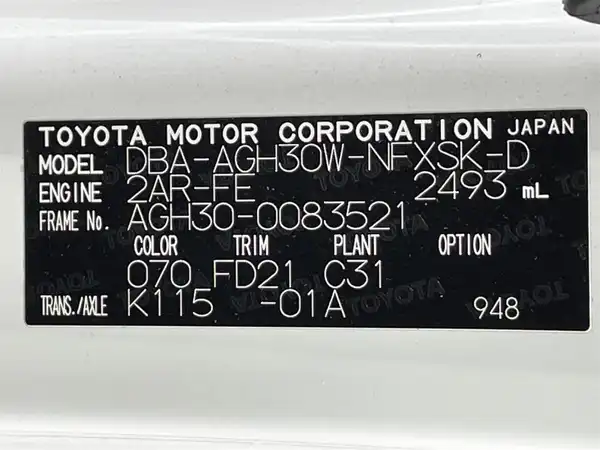 TOYOTA MOTOR CORPORATION JAPAN
MODEL DBA-AGH30W-NFXSK-D
ENGINE 2AR-FE 2493 mL
FRAME No. AGH30-0083521
COLOR TRIM PLANT OPTION
070 FD21 C31
TRANS./AXLE K115 -01A 948